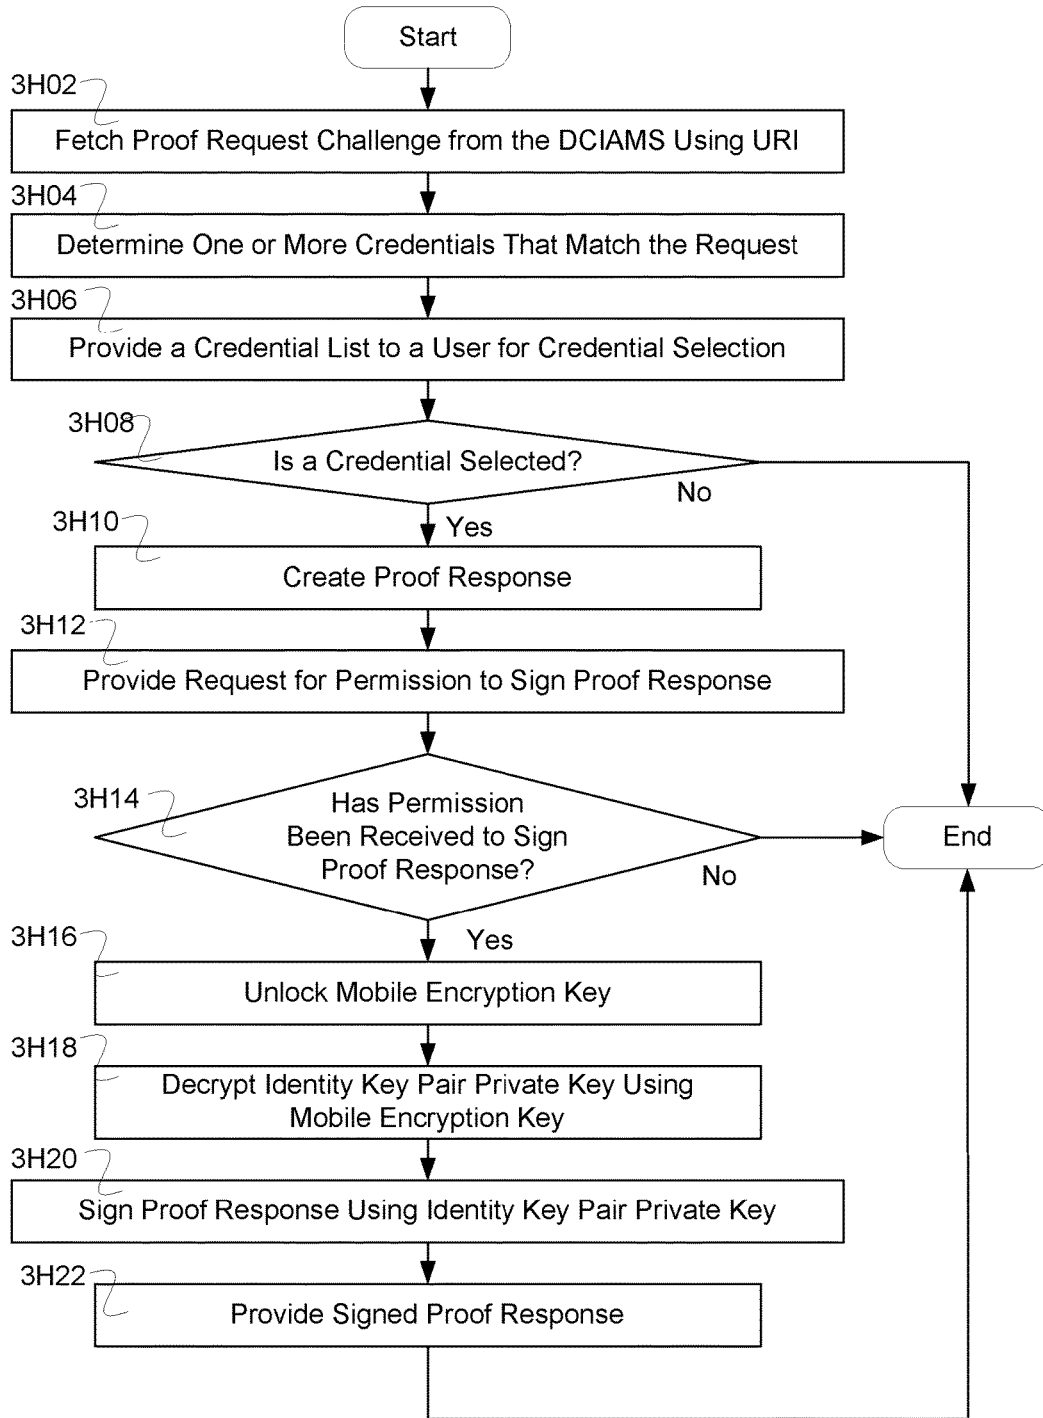 Start
3H02
Fetch Proof Request Challenge from the DCIAMS Using URI
3H04
Determine One or More Credentials That Match the Request
3H06
Provide a Credential List to a User for Credential Selection
3H08
Is a Credential Selected?
No
Yes
3H10
Create Proof Response
3H12
Provide Request for Permission to Sign Proof Response
3H14
Has Permission
Been Received to Sign
Proof Response?
End
No
Yes
3H16
Unlock Mobile Encryption Key
3H18
Decrypt Identity Key Pair Private Key Using
Mobile Encryption Key
3H20
Sign Proof Response Using Identity Key Pair Private Key
3H22
Provide Signed Proof Response